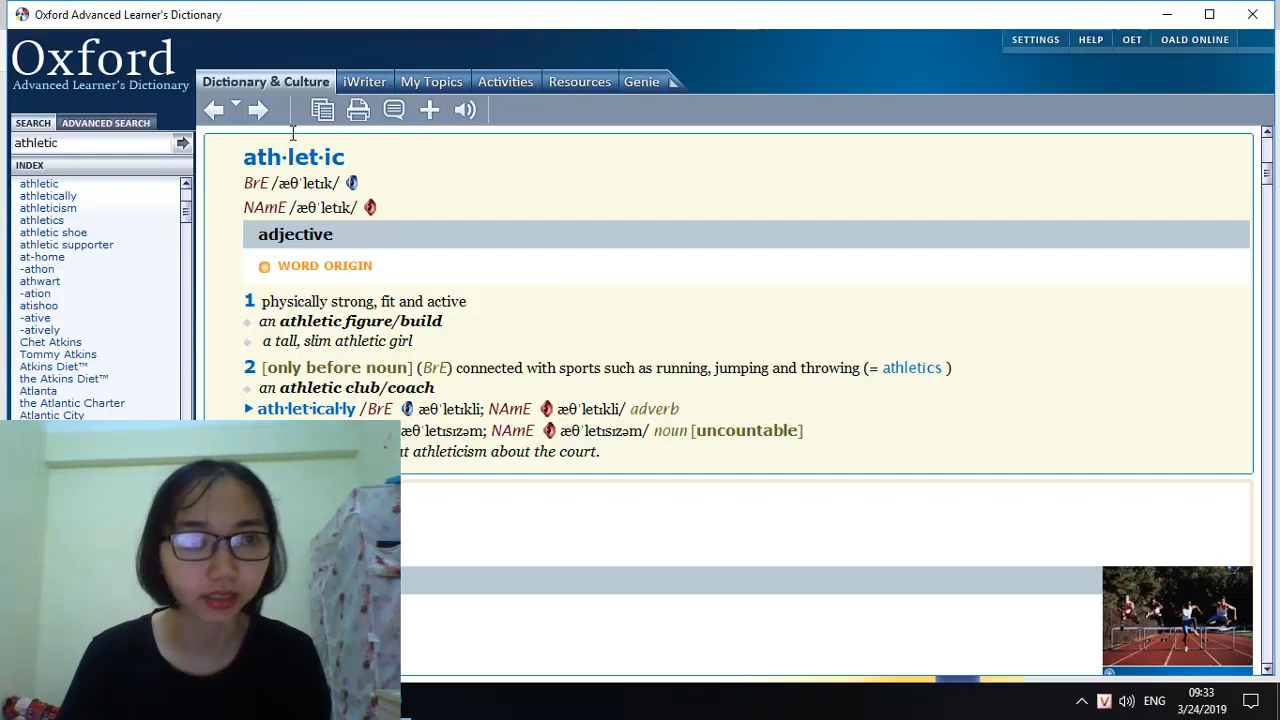 Oxford Advanced Learner's Dictionary
SETTINGS HELP OET OALD ONLINE
Oxford
Advanced Learner's Dictionary
Dictionary & Culture iWriter My Topics Activities Resources Genie
SEARCH ADVANCED SEARCH
athletic
INDEX
athletic
athletically
athleticism
athletics
athletic shoe
athletic supporter
at-home
-athon
athwart
-ation
atishoo
-ative
-atively
Chet Atkins
Tommy Atkins
Atkins Diet™
the Atkins Diet™
Atlanta
the Atlantic Charter
Atlantic City
ath·let·ic
BrE /æθˈletɪk/
NAmE /æθˈletɪk/
adjective
WORD ORIGIN
1 physically strong, fit and active
an athletic figure/build
a tall, slim athletic girl
2 [only before noun] (BrE) connected with sports such as running, jumping and throwing (= athletics )
an athletic club/coach
ath·let·ic·al·ly /BrE æθˈletɪkli; NAmE æθˈletɪkli/ adverb
æθˈletɪsɪzəm; NAmE æθˈletɪsɪzəm/ noun [uncountable]
athleticism about the court.
V ENG
09:33
3/24/2019